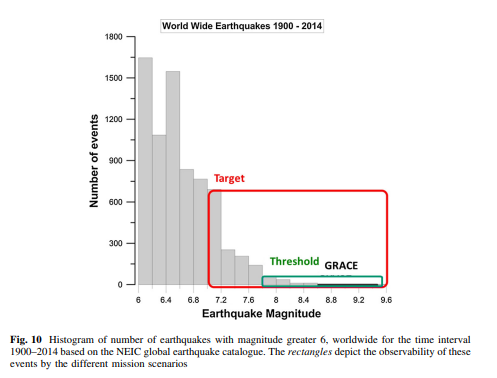 World Wide Earthquakes 1900 - 2014
1800
1500
1200
900
600
300
0
Number of events
Target
Threshold GRACE
6 6.4 6.8 7.2 7.6 8 8.4 8.8 9.2 9.6
Earthquake Magnitude
Fig. 10 Histogram of number of earthquakes with magnitude greater 6, worldwide for the time interval
1900–2014 based on the NEIC global earthquake catalogue. The rectangles depict the observability of these
events by the different mission scenarios